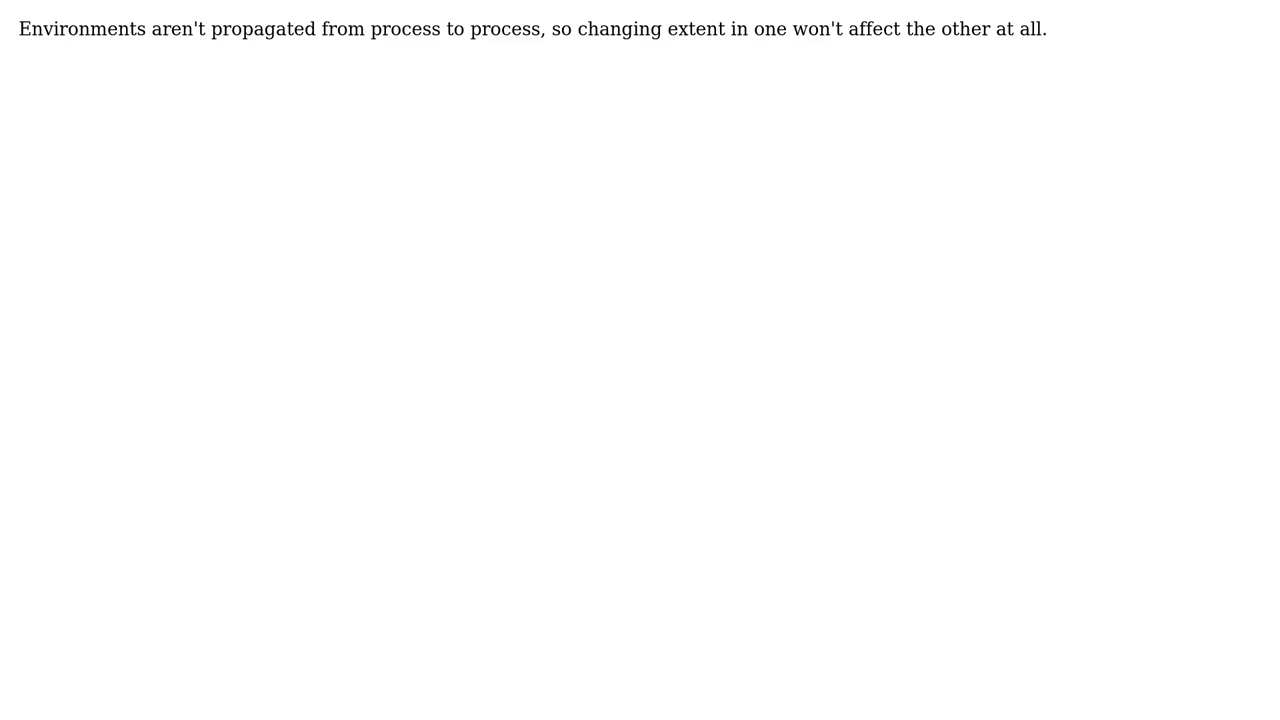 Environments aren't propagated from process to process, so changing extent in one won't affect the other at all.